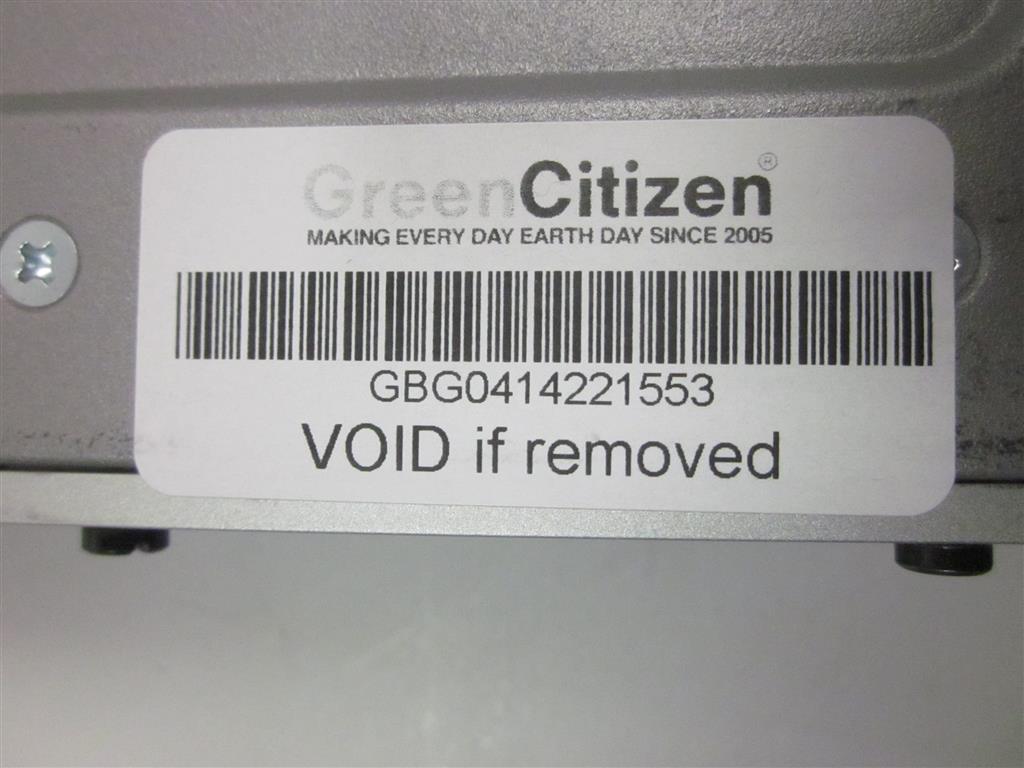 GreenCitizen®
MAKING EVERY DAY EARTH DAY SINCE 2005
GBG0414221553
VOID if removed